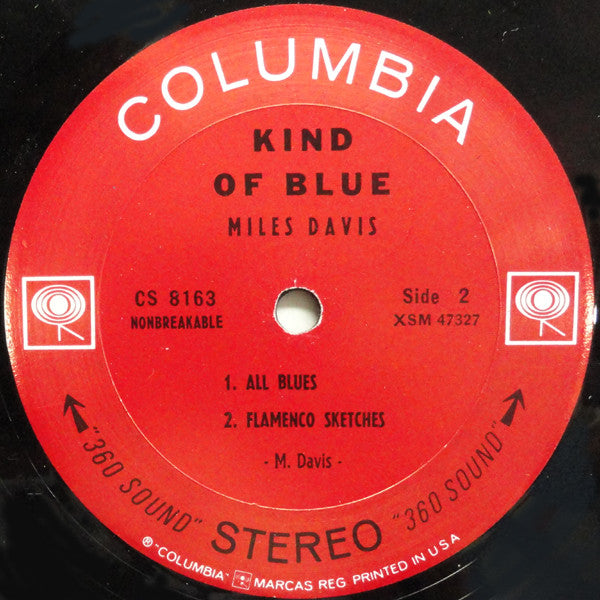 COLUMBIA
KIND
OF BLUE
MILES DAVIS
CS 8163
NONBREAKABLE
Side 2
XSM 47327
1. ALL BLUES
2. FLAMENCO SKETCHES
- M. Davis -
"360 SOUND" STEREO "360 SOUND"
® "COLUMBIA" MARCAS REG. PRINTED IN U S A